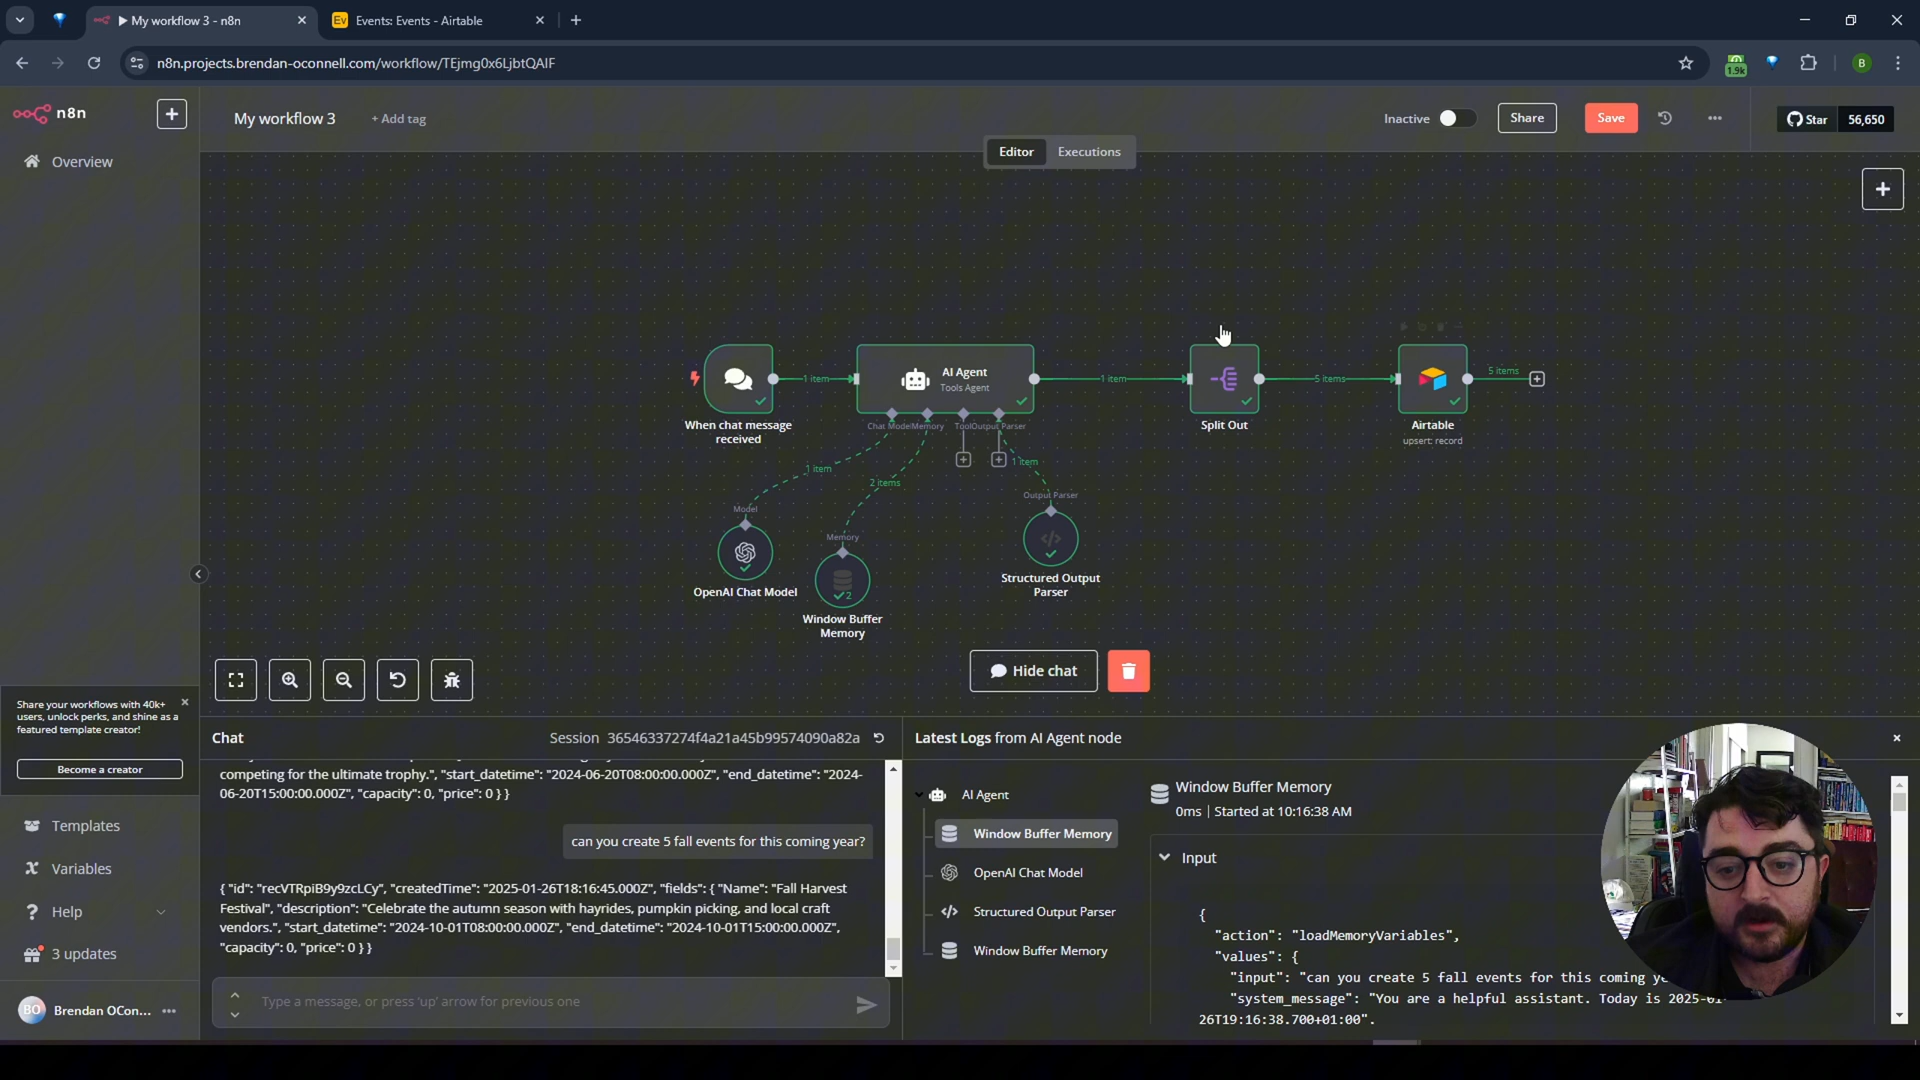 My workflow 3 - n8n
Ev
Events: Events - Airtable
n8n.projects.brendan-oconnell.com/workflow/TEjmg0x6LjbtQAIF
1.9k
B
n8n
My workflow 3
+ Add tag
Inactive
Share
Save
Star
56,650
Editor
Executions
Overview
1 item
AI Agent
Tools Agent
1 item
5 items
5 items
When chat message
received
Chat Model
Memory
Tool
Output Parser
Split Out
Airtable
upsert: record
1 item
1 item
2 items
Output Parser
Model
Memory
OpenAI Chat Model
2
Structured Output
Parser
Window Buffer
Memory
Hide chat
Share your workflows with 40k+
users, unlock perks, and shine as a
featured template creator!
Become a creator
Templates
Variables
Help
3 updates
BO
Brendan OCon...
Chat
Session 36546337274f4a21a45b99574090a82a
competing for the ultimate trophy.", "start_datetime": "2024-06-20T08:00:00.000Z", "end_datetime": "2024-
06-20T15:00:00.000Z", "capacity": 0, "price": 0 } }
can you create 5 fall events for this coming year?
{ "id": "recVTRpiB9y9zcLCy", "createdTime": "2025-01-26T18:16:45.000Z", "fields": { "Name": "Fall Harvest
Festival", "description": "Celebrate the autumn season with hayrides, pumpkin picking, and local craft
vendors.", "start_datetime": "2024-10-01T08:00:00.000Z", "end_datetime": "2024-10-01T15:00:00.000Z",
"capacity": 0, "price": 0 } }
Type a message, or press 'up' arrow for previous one
Latest Logs from AI Agent node
AI Agent
Window Buffer Memory
OpenAI Chat Model
Structured Output Parser
Window Buffer Memory
Window Buffer Memory
0ms | Started at 10:16:38 AM
Input
{
"action": "loadMemoryVariables",
"values": {
"input": "can you create 5 fall events for this coming
"system_message": "You are a helpful assistant. Today is 2025-01-
26T19:16:38.700+01:00".